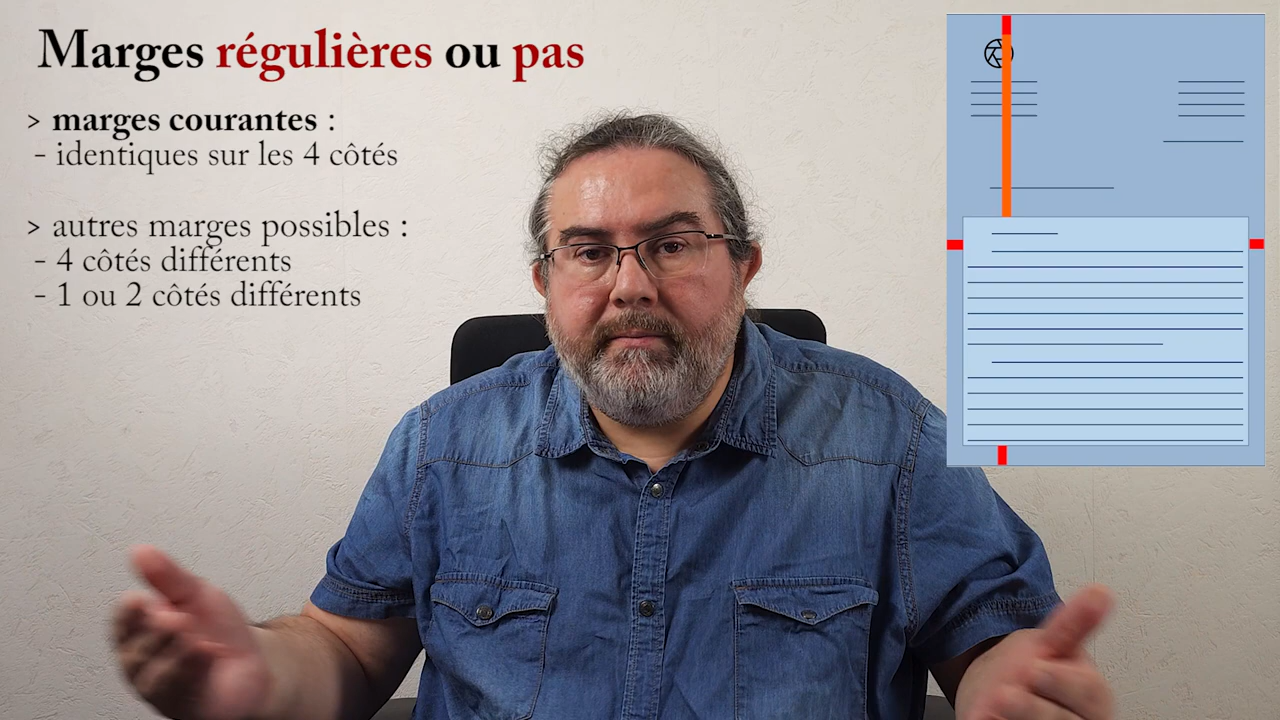 Marges régulières ou pas
> marges courantes :
- identiques sur les 4 côtés
> autres marges possibles :
- 4 côtés différents
- 1 ou 2 côtés différents